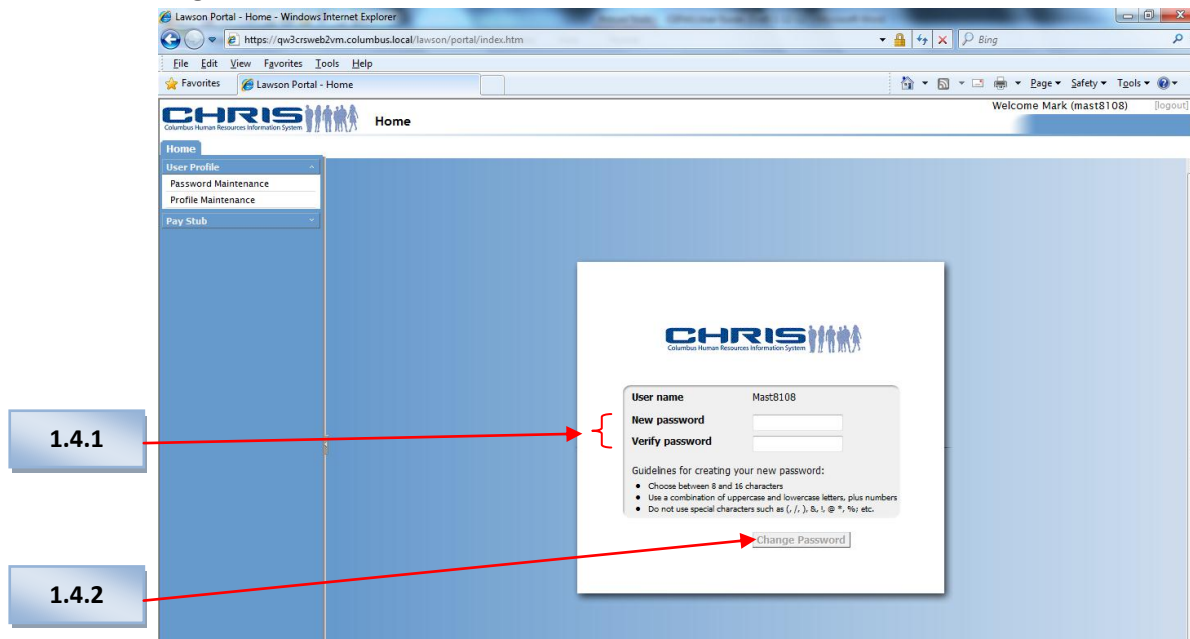 Lawson Portal - Home - Windows Internet Explorer
https://qw3crsweb2vm.columbus.local/lawson/portal/index.htm
Bing
File Edit View Favorites Tools Help
Favorites Lawson Portal - Home Page Safety Tools
Welcome Mark (mast8108) [logout]
CHRIS Home
Columbus Human Resources Information System
Home
User Profile
Password Maintenance
Profile Maintenance
Pay Stub
CHRIS
Columbus Human Resources Information System
User name Mast8108
New password
Verify password
1.4.1
Guidelines for creating your new password:
• Choose between 8 and 16 characters
• Use a combination of uppercase and lowercase letters, plus numbers
• Do not use special characters such as (, /, ), &, !, @ *, %; etc.
Change Password
1.4.2